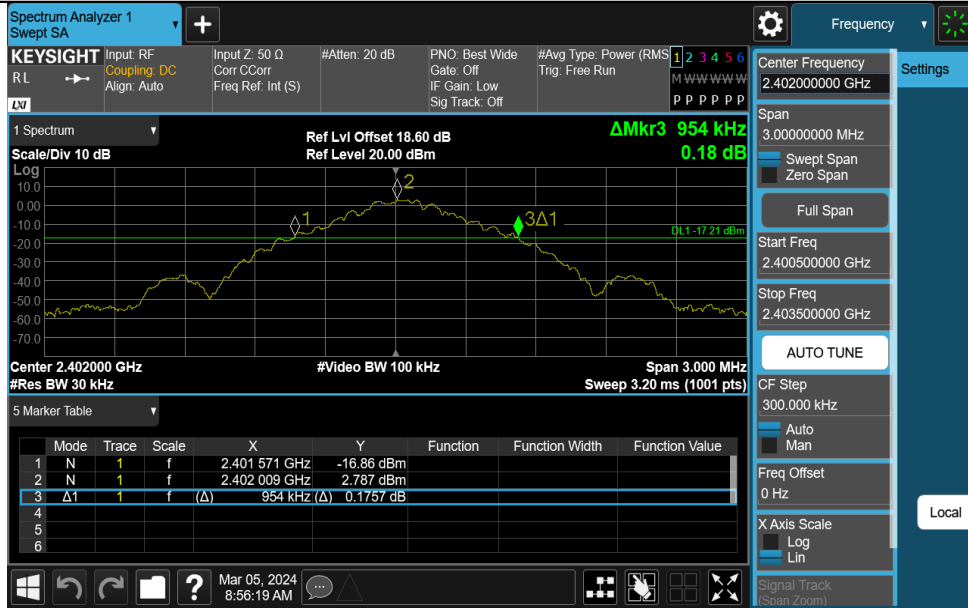 Spectrum Analyzer 1
Swept SA
Frequency
KEYSIGHT
RL
LXI
Input: RF
Coupling: DC
Align: Auto
Input Z: 50 Ω
Corr CCorr
Freq Ref: Int (S)
#Atten: 20 dB
PNO: Best Wide
Gate: Off
IF Gain: Low
Sig Track: Off
#Avg Type: Power (RMS
Trig: Free Run
1 2 3 4 5 6
M W W W W W
P P P P P P
1 Spectrum
Scale/Div 10 dB
Ref Lvl Offset 18.60 dB
Ref Level 20.00 dBm
ΔMkr3 954 kHz
0.18 dB
Log
10.0
0.00
-10.0
-20.0
-30.0
-40.0
-50.0
-60.0
-70.0
1
2
3Δ1
DL1 -17.21 dBm
Center 2.402000 GHz
#Res BW 30 kHz
#Video BW 100 kHz
Span 3.000 MHz
Sweep 3.20 ms (1001 pts)
5 Marker Table
Mode Trace Scale X Y Function Function Width Function Value
1 N 1 f 2.401 571 GHz -16.86 dBm
2 N 1 f 2.402 009 GHz 2.787 dBm
3 Δ1 1 f (Δ) 954 kHz (Δ) 0.1757 dB
4
5
6
?
Mar 05, 2024
8:56:19 AM
Center Frequency
2.402000000 GHz
Settings
Span
3.00000000 MHz
Swept Span
Zero Span
Full Span
Start Freq
2.400500000 GHz
Stop Freq
2.403500000 GHz
AUTO TUNE
CF Step
300.000 kHz
Auto
Man
Freq Offset
0 Hz
Local
X Axis Scale
Log
Lin
Signal Track
(Span Zoom)